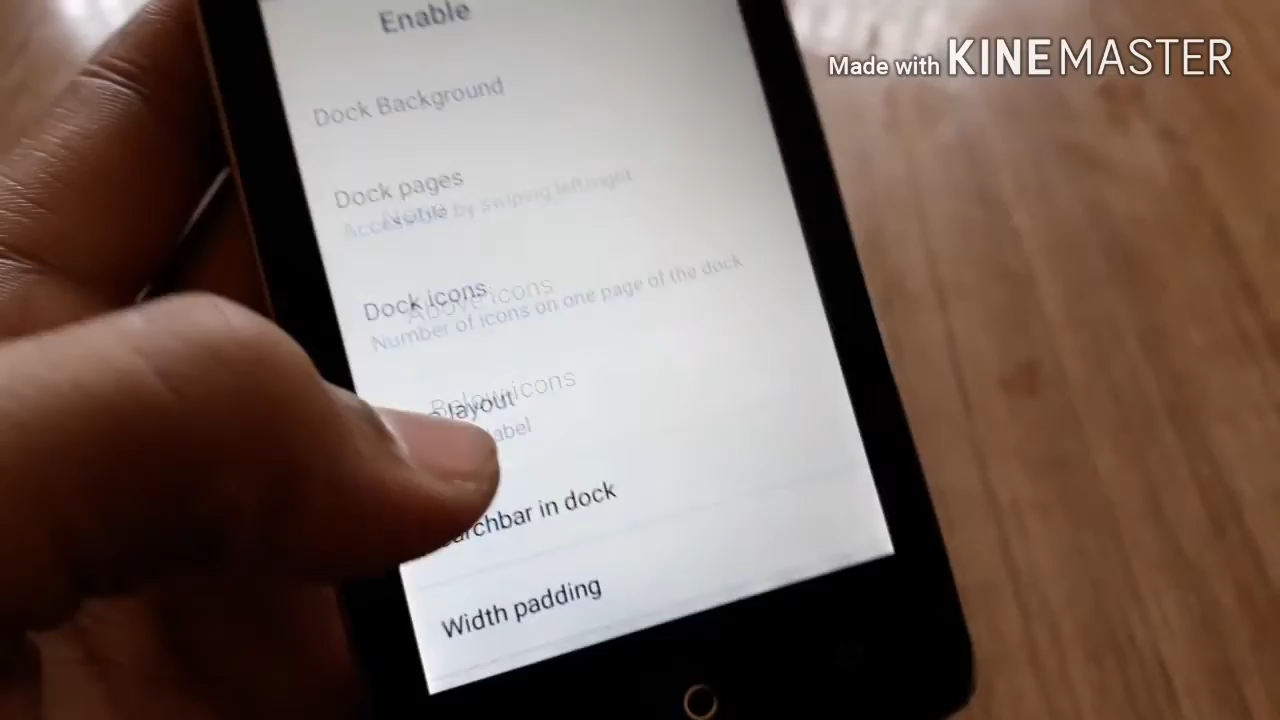 Enable
Made with KINEMASTER
Dock Background
Dock pages
Accessible by swiping left/right
None
Dock icons
Above icons
Number of icons on one page of the dock
Below icons
layout
label
Searchbar in dock
Width padding